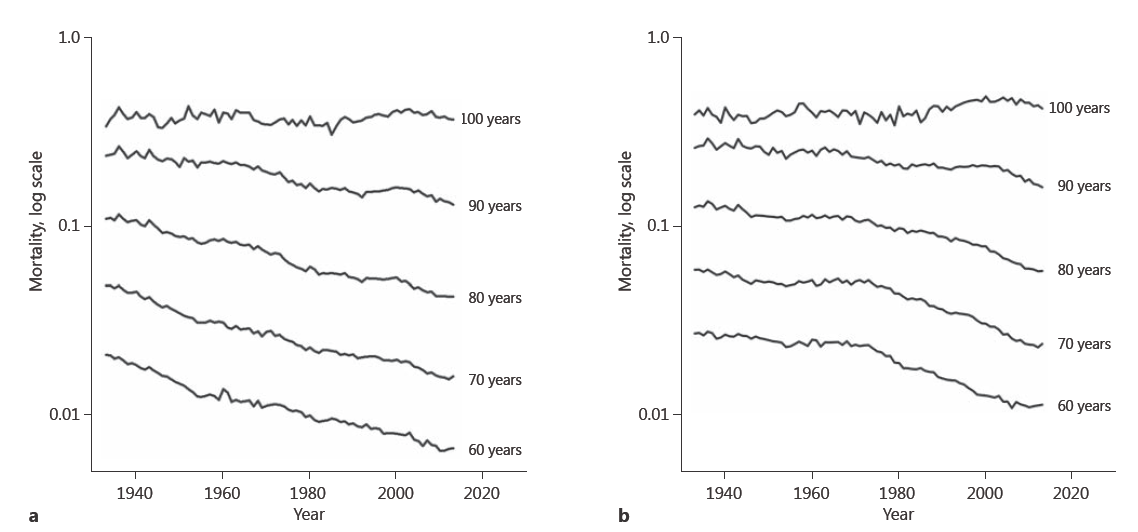 1.0
100 years
90 years
0.1
80 years
70 years
0.01
60 years
1940 1960 1980 2000 2020
Year
Mortality, log scale
a
1.0
100 years
90 years
0.1
80 years
70 years
0.01
60 years
1940 1960 1980 2000 2020
Year
Mortality, log scale
b